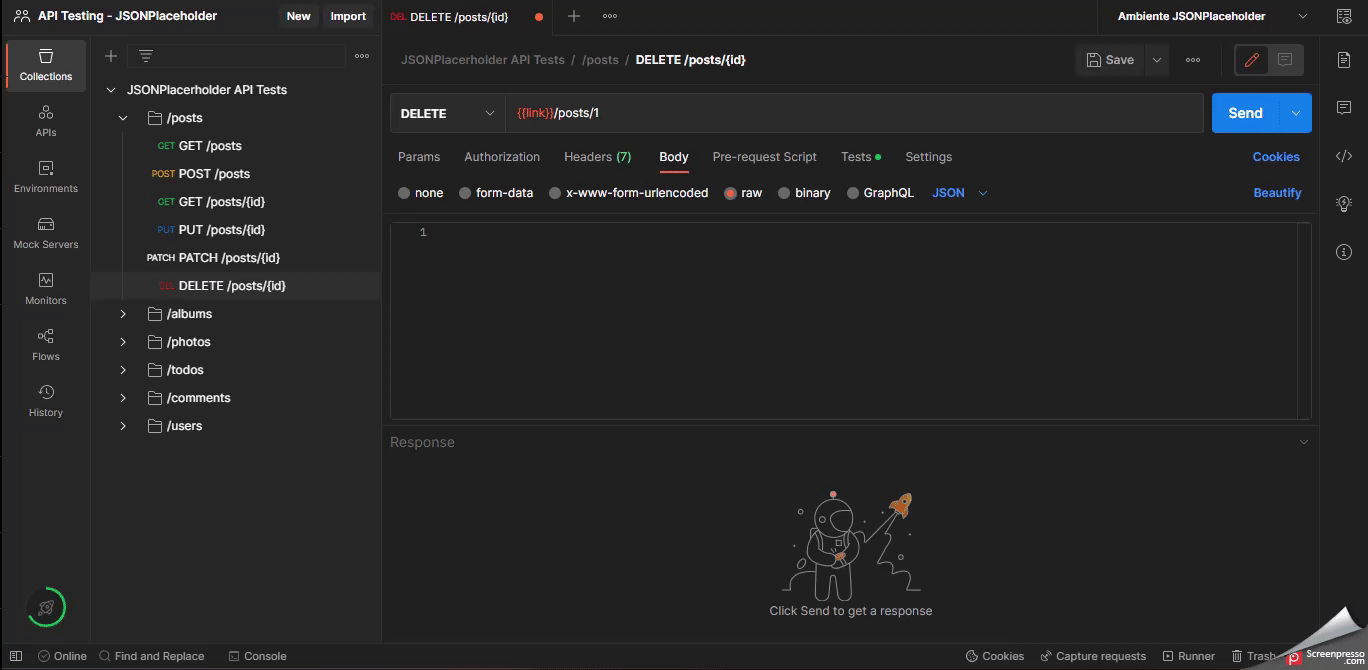 API Testing - JSONPlaceholder New Import DEL DELETE /posts/{id} Ambiente JSONPlaceholder
Collections
APIs
Environments
Mock Servers
Monitors
Flows
History
JSONPlacerholder API Tests
/posts
GET GET /posts
POST POST /posts
GET GET /posts/{id}
PUT PUT /posts/{id}
PATCH PATCH /posts/{id}
DEL DELETE /posts/{id}
/albums
/photos
/todos
/comments
/users
JSONPlacerholder API Tests / /posts / DELETE /posts/{id} Save
DELETE {{link}}/posts/1 Send
Params Authorization Headers (7) Body Pre-request Script Tests Settings Cookies
none form-data x-www-form-urlencoded raw binary GraphQL JSON Beautify
1
Response
Click Send to get a response
Online Find and Replace Console Cookies Capture requests Runner Trash
Screenpresso
.com